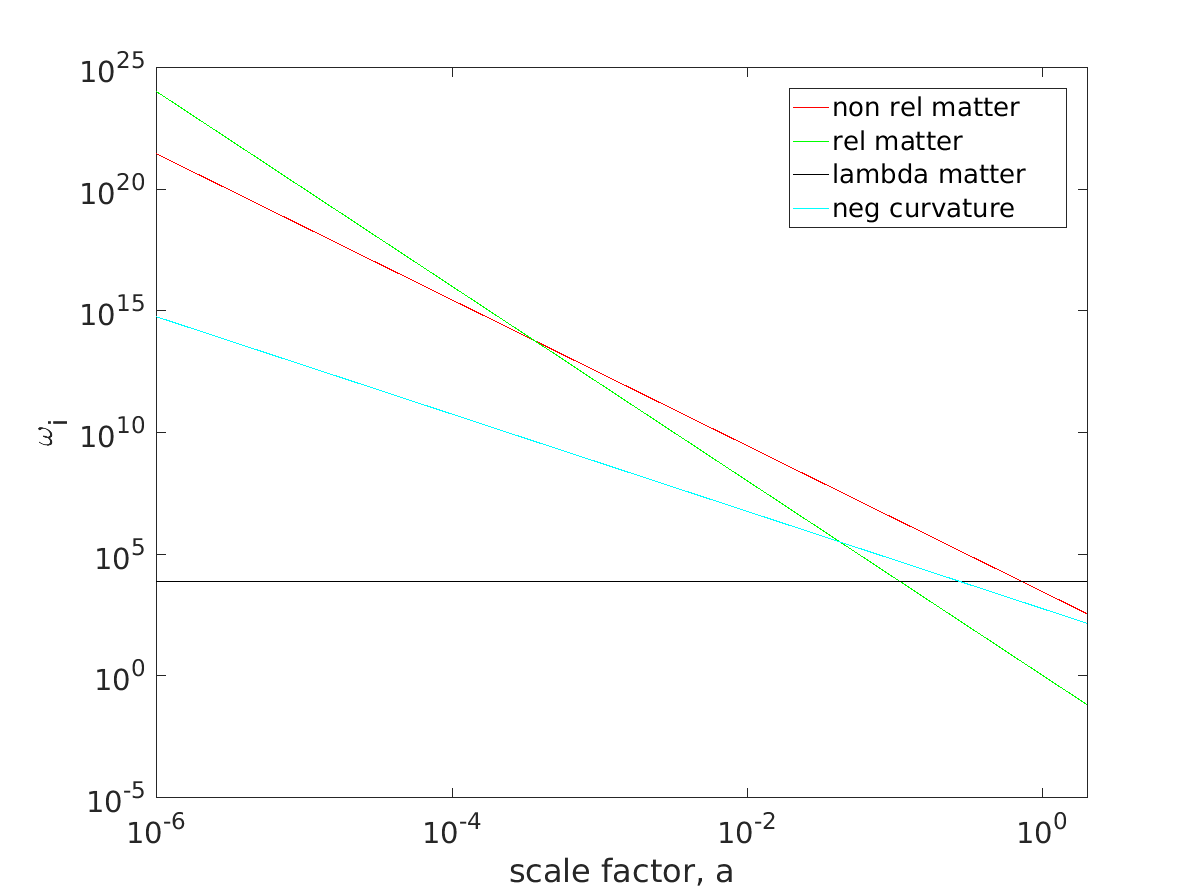 10^25
10^20
10^15
10^10
10^5
10^0
10^-5
ω_i
non rel matter
rel matter
lambda matter
neg curvature
10^-6 10^-4 10^-2 10^0
scale factor, a